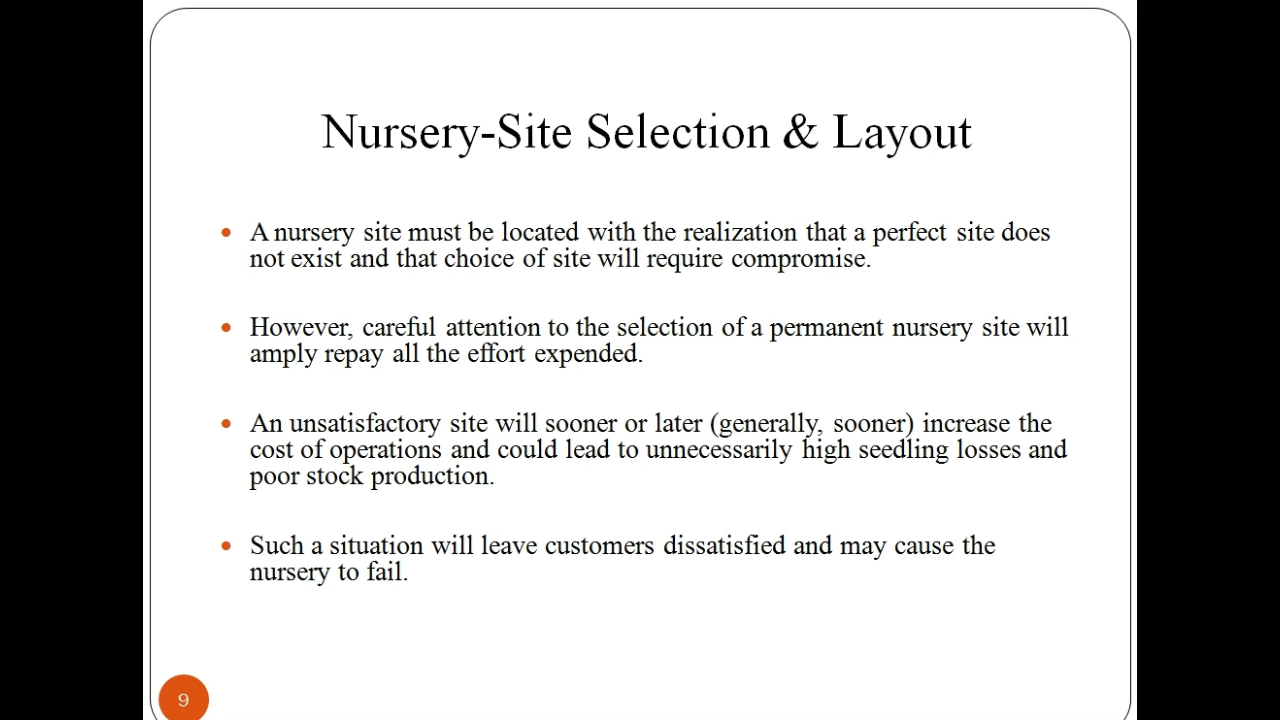 Nursery-Site Selection & Layout
• A nursery site must be located with the realization that a perfect site does
not exist and that choice of site will require compromise.
• However, careful attention to the selection of a permanent nursery site will
amply repay all the effort expended.
• An unsatisfactory site will sooner or later (generally, sooner) increase the
cost of operations and could lead to unnecessarily high seedling losses and
poor stock production.
• Such a situation will leave customers dissatisfied and may cause the
nursery to fail.
9